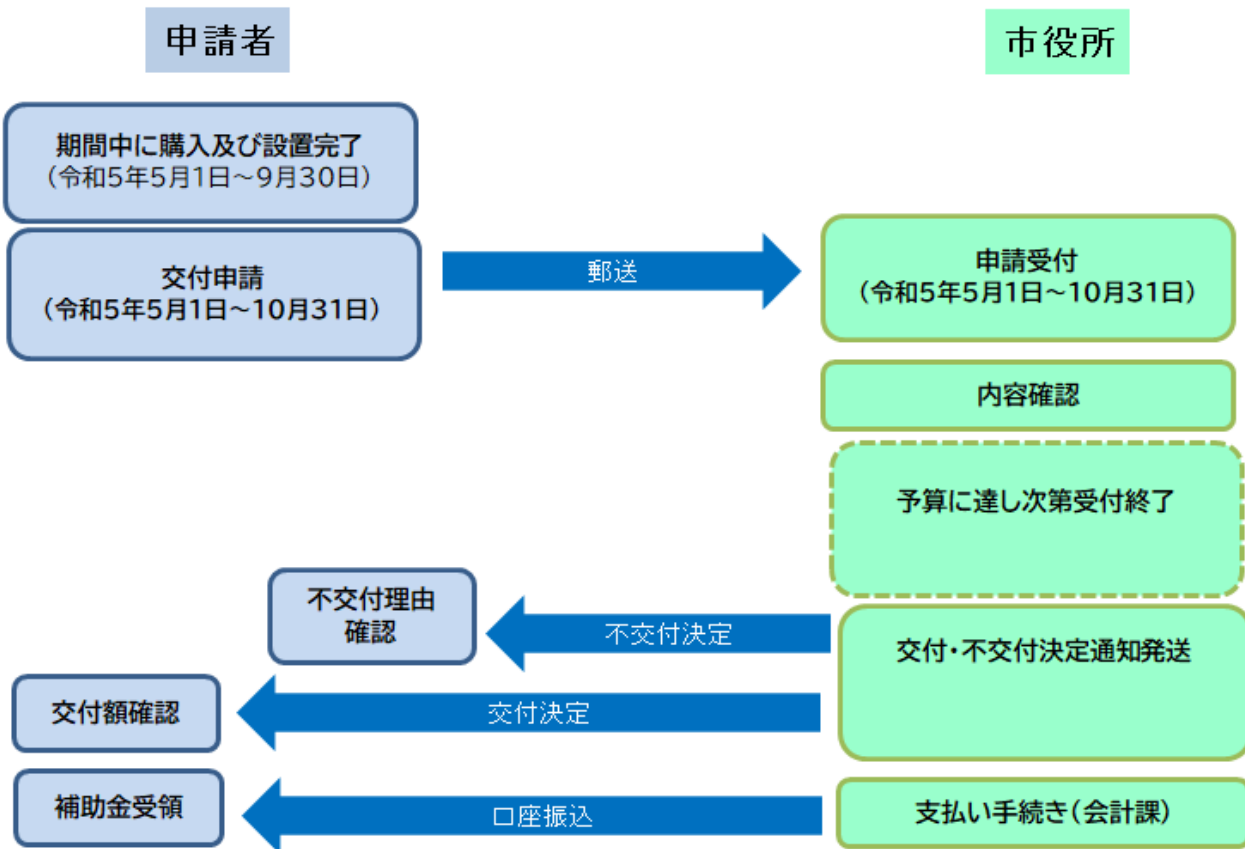 申請者
市役所
期間中に購入及び設置完了
（令和5年5月1日～9月30日）
交付申請
（令和5年5月1日～10月31日）
郵送
申請受付
（令和5年5月1日～10月31日）
内容確認
予算に達し次第受付終了
不交付理由
確認
不交付決定
交付・不交付決定通知発送
交付額確認
交付決定
補助金受領
口座振込
支払い手続き（会計課）